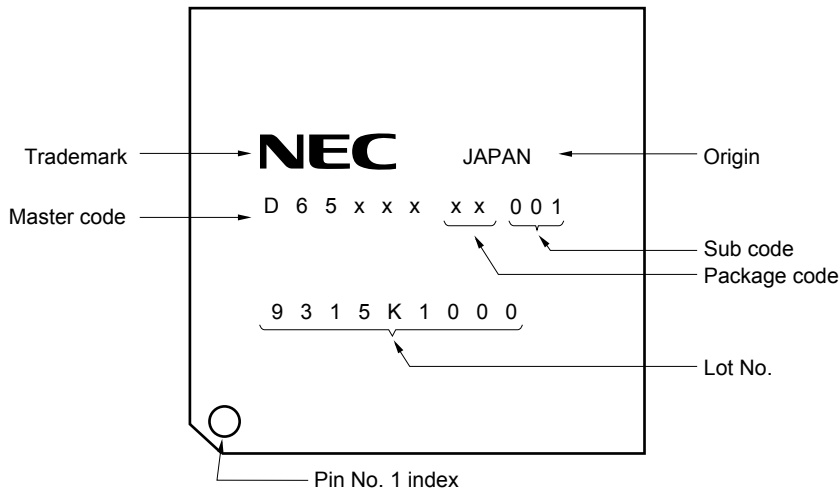 NEC JAPAN
Trademark
Origin
D 6 5 x x x x x 0 0 1
Master code
Sub code
Package code
9 3 1 5 K 1 0 0 0
Lot No.
Pin No. 1 index